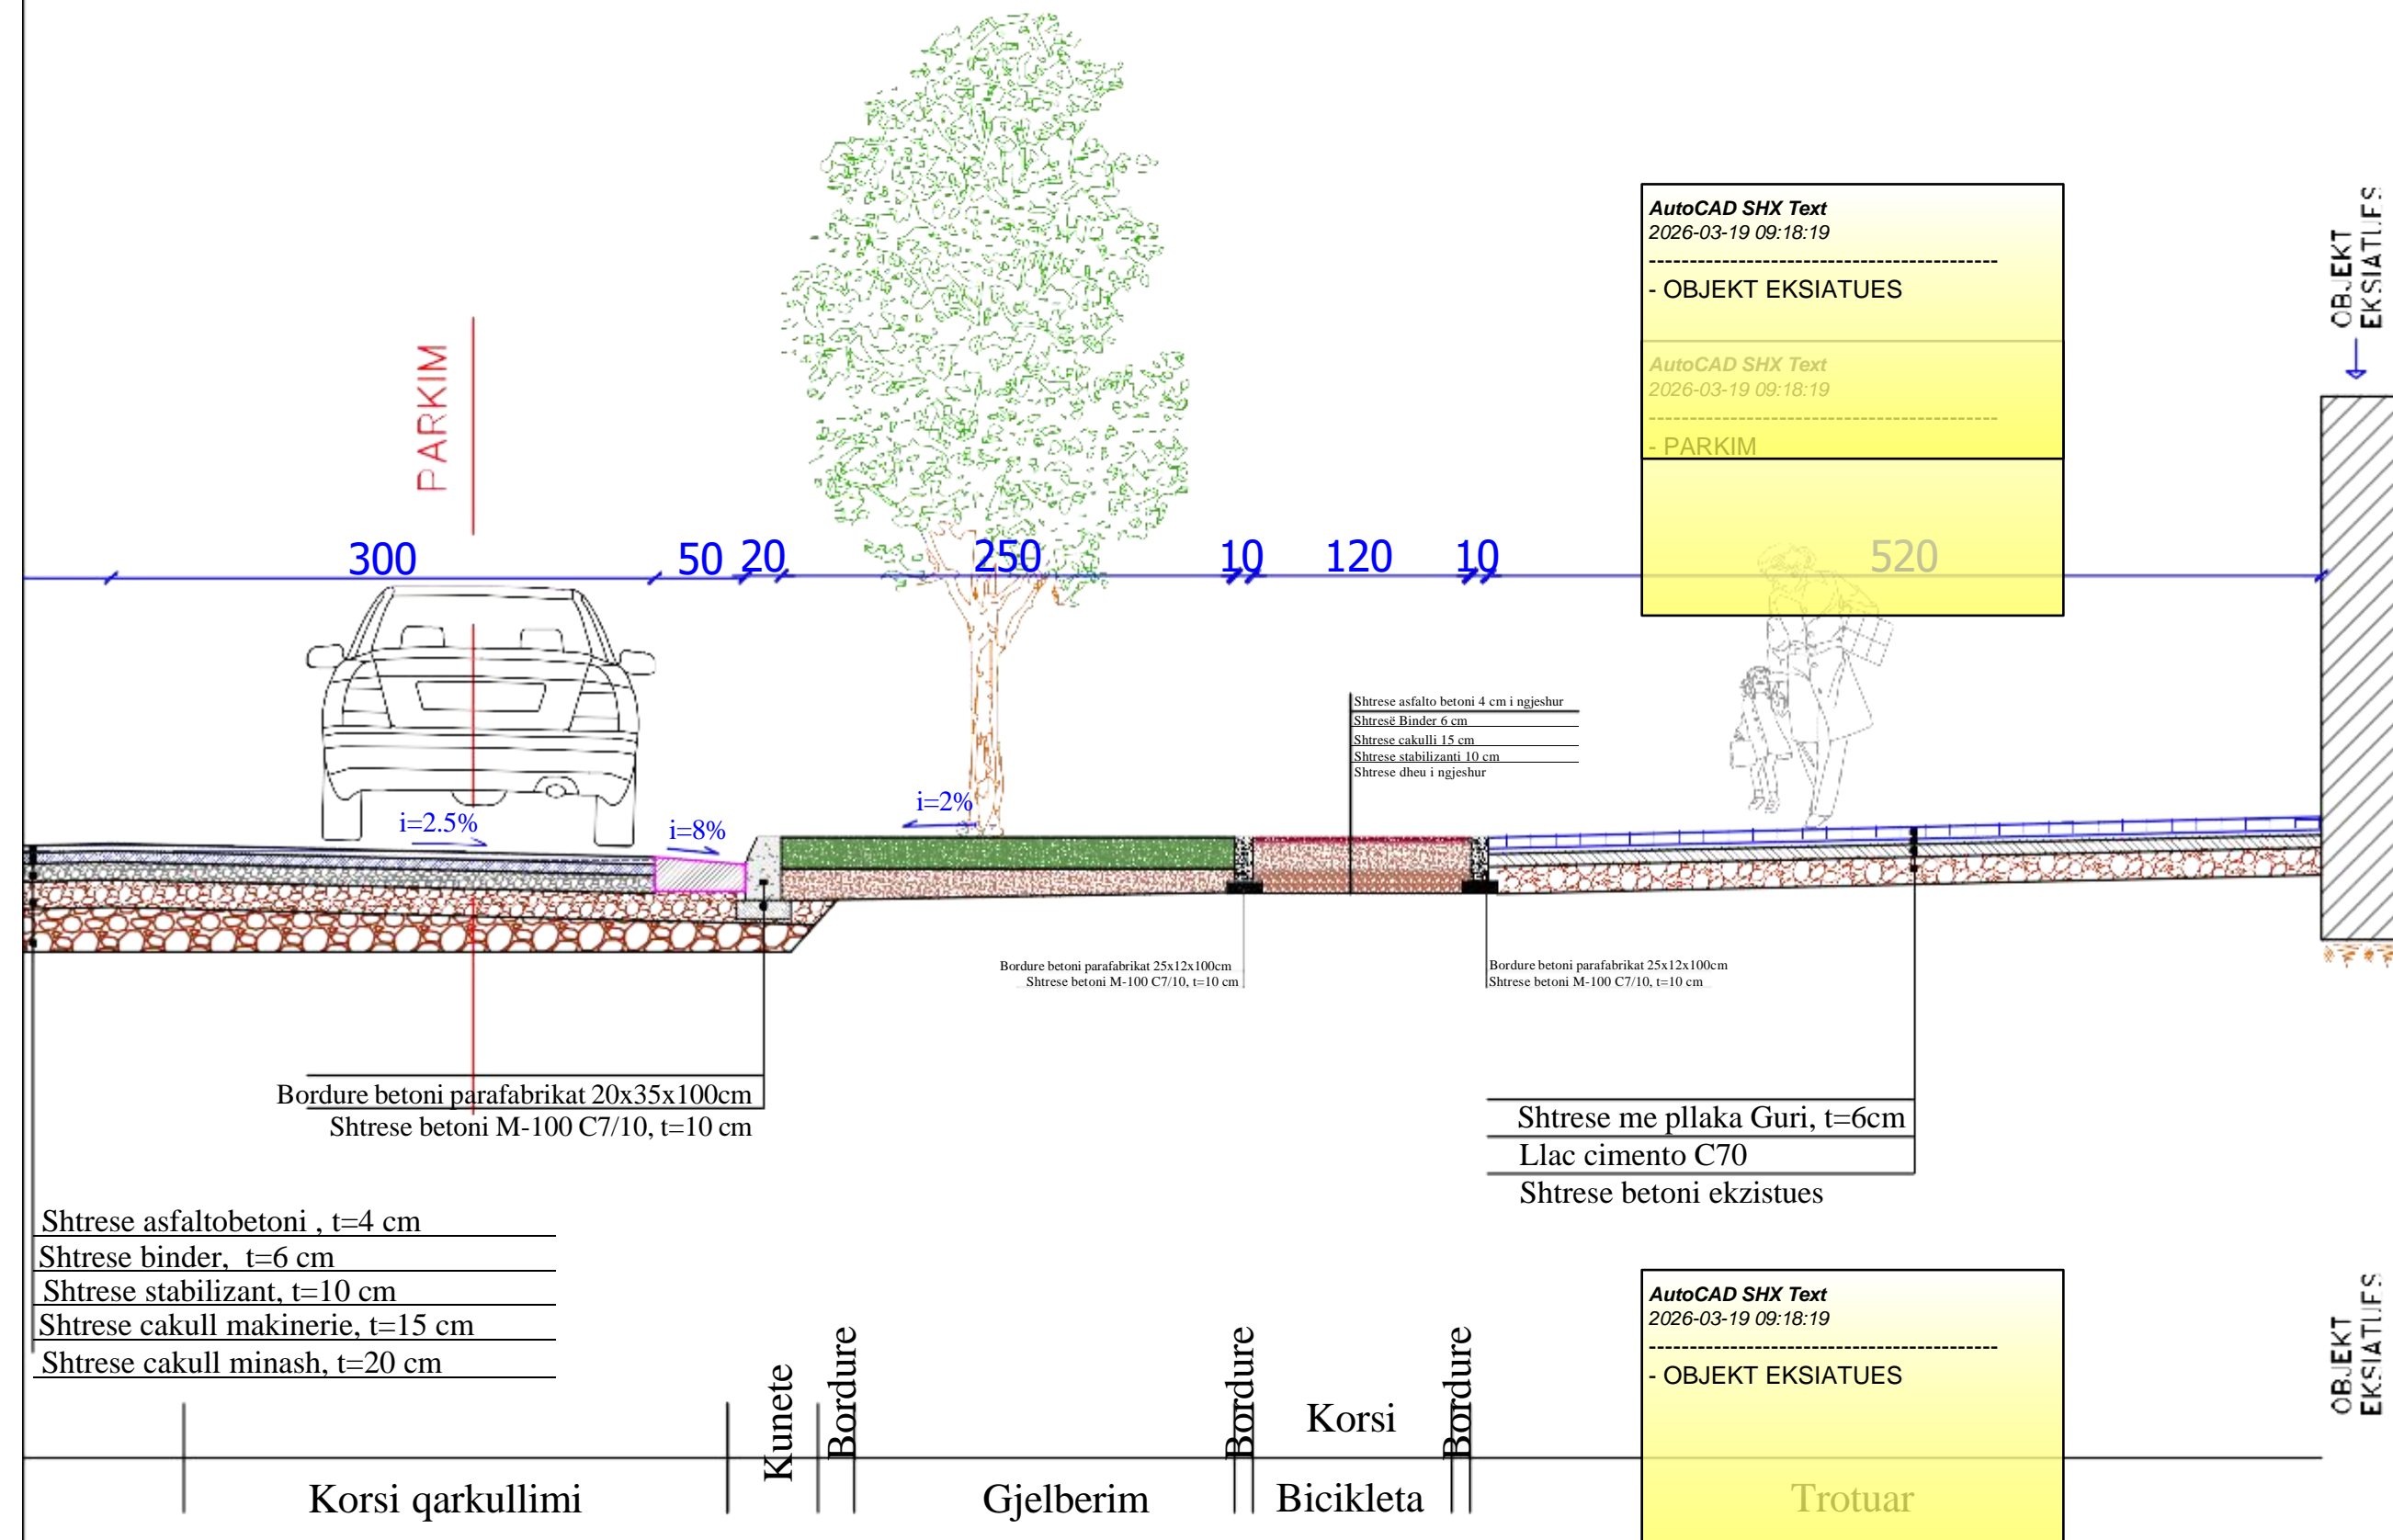 AutoCAD SHX Text
2026-03-19 09:18:19
------------------------------------------
- OBJEKT EKSIATUES
AutoCAD SHX Text
2026-03-19 09:18:19
------------------------------------------
- PARKIM
OBJEKT
EKSIATUES
PARKIM
300 50 20 250 10 120 10 520
Shtrese asfalto betoni 4 cm i ngjeshur
Shtresë Binder 6 cm
Shtrese cakulli 15 cm
Shtrese stabilizanti 10 cm
Shtrese dheu i ngjeshur
i=2.5%
i=8%
i=2%
Bordure betoni parafabrikat 25x12x100cm
Shtrese betoni M-100 C7/10, t=10 cm
Bordure betoni parafabrikat 25x12x100cm
Shtrese betoni M-100 C7/10, t=10 cm
Bordure betoni parafabrikat 20x35x100cm
Shtrese betoni M-100 C7/10, t=10 cm
Shtrese me pllaka Guri, t=6cm
Llac cimento C70
Shtrese betoni ekzistues
Shtrese asfaltobetoni , t=4 cm
Shtrese binder, t=6 cm
Shtrese stabilizant, t=10 cm
Shtrese cakull makinerie, t=15 cm
Shtrese cakull minash, t=20 cm
AutoCAD SHX Text
2026-03-19 09:18:19
------------------------------------------
- OBJEKT EKSIATUES
OBJEKT
EKSIATUES
Korsi qarkullimi
Kunete
Bordure
Gjelberim
Bordure
Korsi
Bicikleta
Bordure
Trotuar